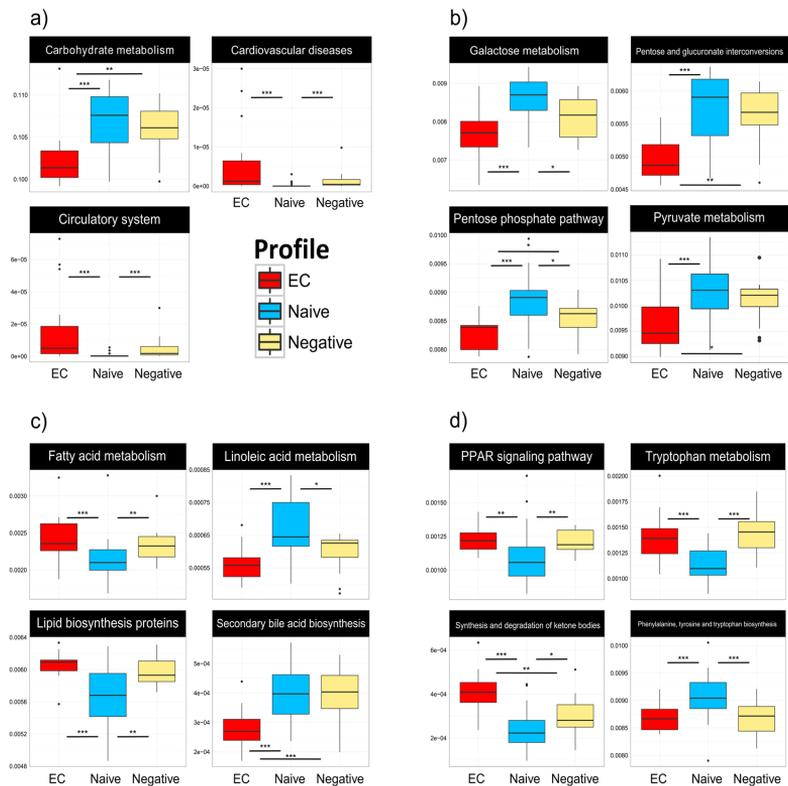 a)
Carbohydrate metabolism
**
***
0.110
0.105
0.100
Cardiovascular diseases
3e-05
2e-05
1e-05
0e+00
*** ***
EC Naive Negative
Circulatory system
6e-05
4e-05
2e-05
0e+00
*** ***
EC Naive Negative
Profile
EC
Naive
Negative
b)
Galactose metabolism
0.009
0.008
0.007
*** *
Pentose and glucuronate interconversions
0.0060
0.0055
0.0050
0.0045
***
**
Pentose phosphate pathway
0.0100
0.0095
0.0090
0.0085
0.0080
*** *
EC Naive Negative
Pyruvate metabolism
0.0110
0.0105
0.0100
0.0095
0.0090
***
*
EC Naive Negative
c)
Fatty acid metabolism
0.0030
0.0025
0.0020
*** **
Linoleic acid metabolism
0.00085
0.00075
0.00065
0.00055
*** *
Lipid biosynthesis proteins
0.0064
0.0060
0.0056
0.0052
0.0048
*** **
EC Naive Negative
Secondary bile acid biosynthesis
5e-04
4e-04
3e-04
2e-04
***
***
EC Naive Negative
d)
PPAR signaling pathway
0.00150
0.00125
0.00100
** **
Tryptophan metabolism
0.00200
0.00175
0.00150
0.00125
0.00100
*** ***
Synthesis and degradation of ketone bodies
6e-04
4e-04
2e-04
*** *
**
EC Naive Negative
Phenylalanine, tyrosine and tryptophan biosynthesis
0.0100
0.0095
0.0090
0.0085
0.0080
*** ***
EC Naive Negative